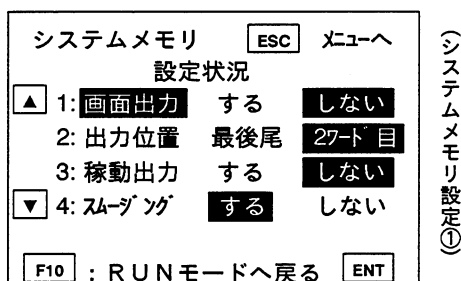 システムメモリ ESC メニューへ
設定状況
▲ 1: 画面出力 する しない
2: 出力位置 最後尾 2ワード目
3: 稼動出力 する しない
▼ 4: スムージング する しない
F10 : RUNモードへ戻る ENT
(システムメモリ設定①)